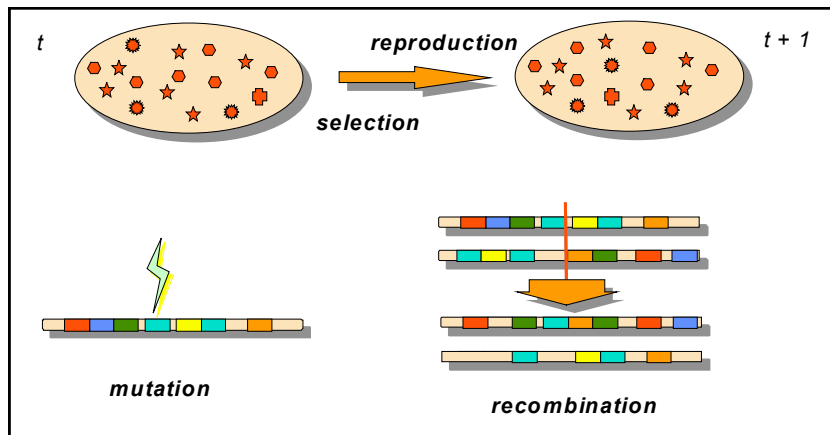 t
reproduction
t + 1
selection
mutation
recombination